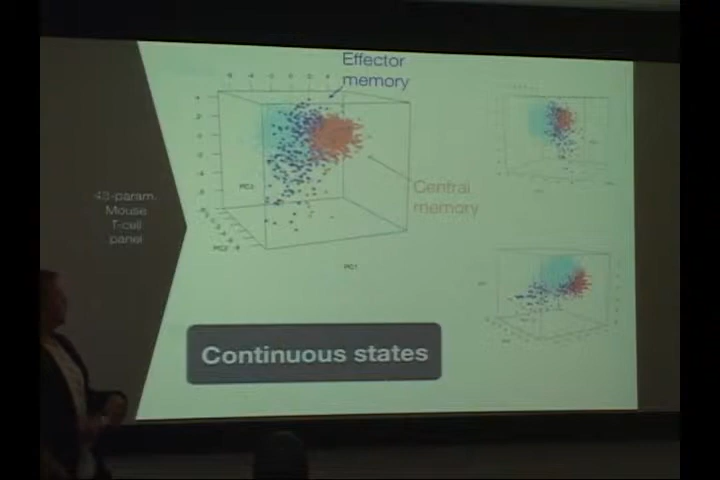 Effector
memory
Central
memory
43-param.
Mouse
T-cell
panel
PC3
PC2
PC1
Continuous states